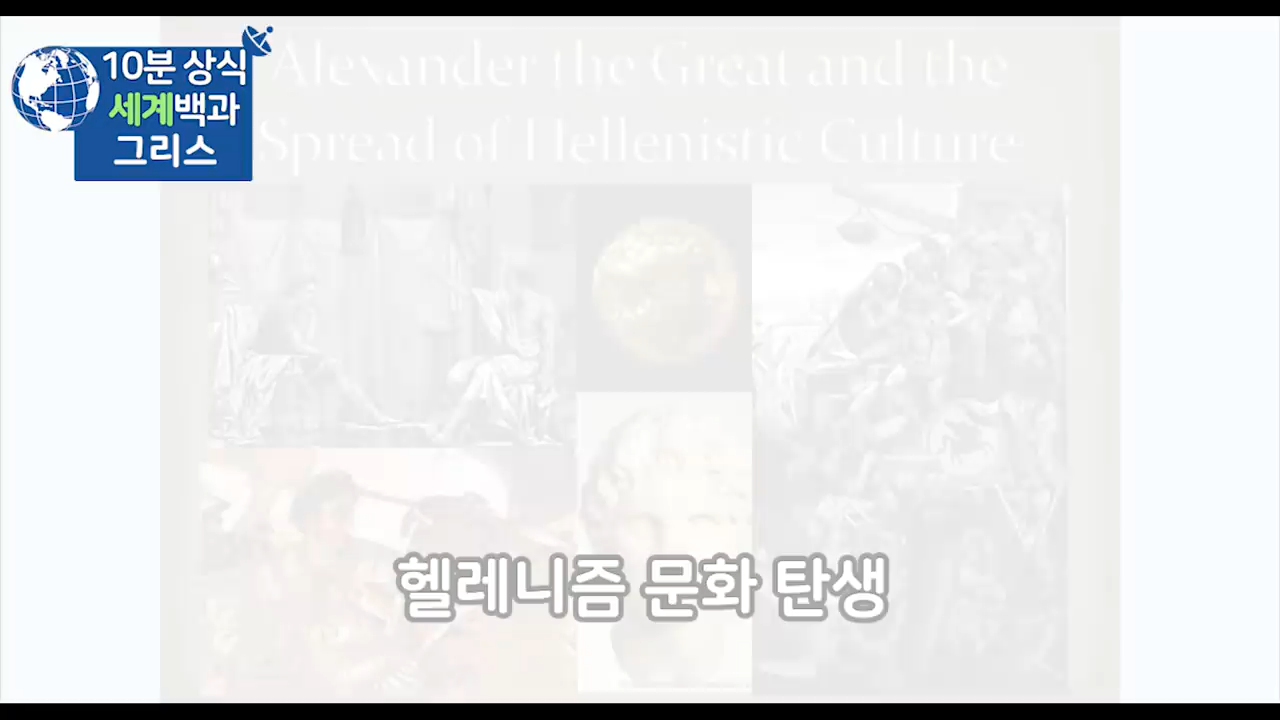 10분 상식
세계백과
그리스
Alexander the Great and the
Spread of Hellenistic Culture
헬레니즘 문화 탄생